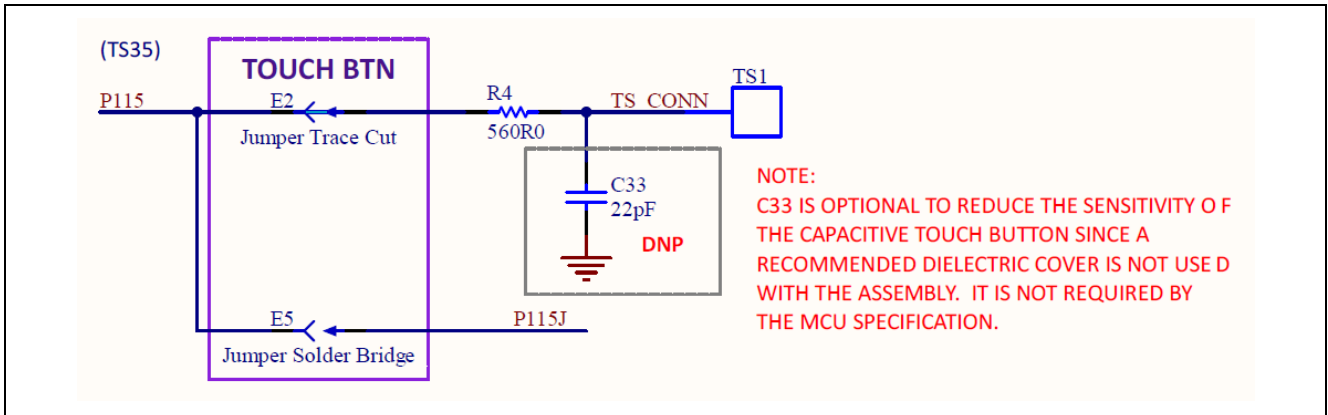 (TS35)
TOUCH BTN
TS1
P115
E2
R4
TS CONN
Jumper Trace Cut
560R0
NOTE:
C33 IS OPTIONAL TO REDUCE THE SENSITIVITY O F
THE CAPACITIVE TOUCH BUTTON SINCE A
RECOMMENDED DIELECTRIC COVER IS NOT USE D
WITH THE ASSEMBLY. IT IS NOT REQUIRED BY
THE MCU SPECIFICATION.
C33
22pF
DNP
E5
P115J
Jumper Solder Bridge